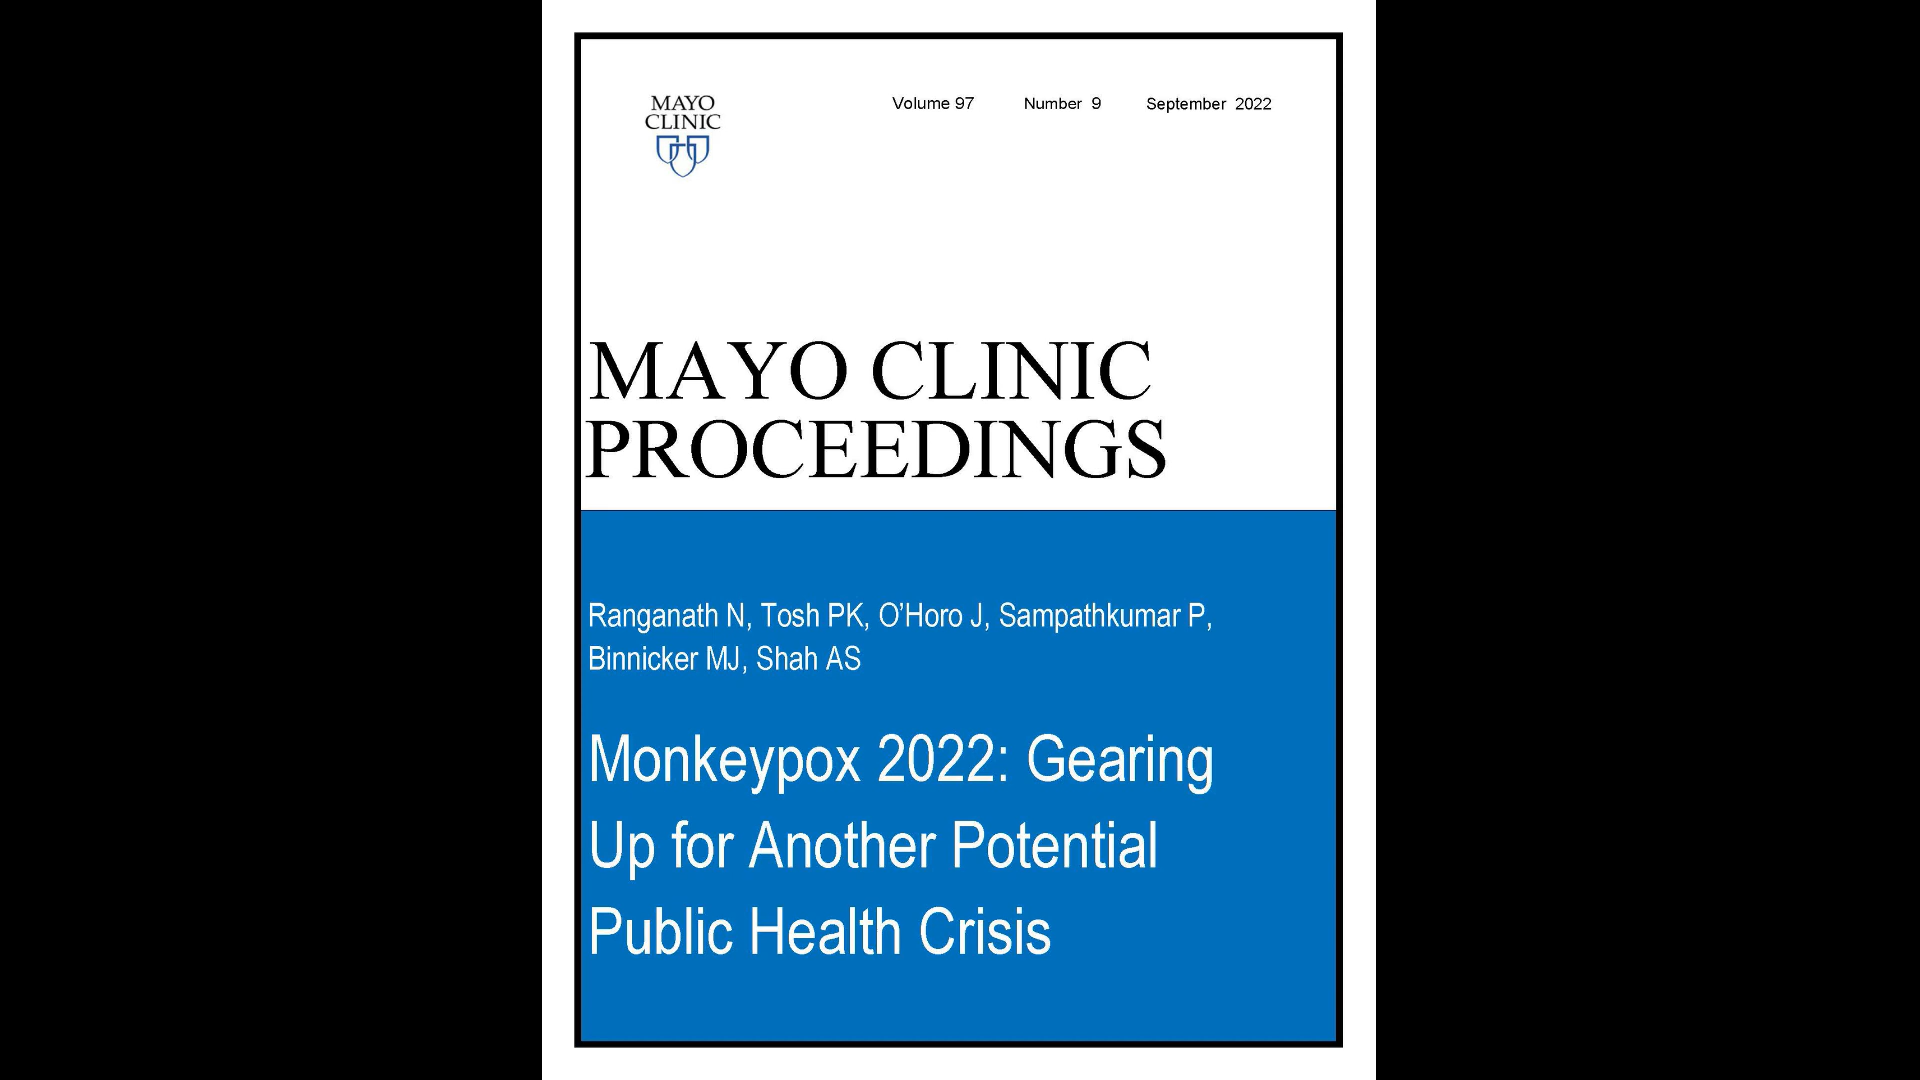 MAYO
CLINIC
Volume 97 Number 9 September 2022
MAYO CLINIC
PROCEEDINGS
Ranganath N, Tosh PK, O’Horo J, Sampathkumar P,
Binnicker MJ, Shah AS
Monkeypox 2022: Gearing
Up for Another Potential
Public Health Crisis